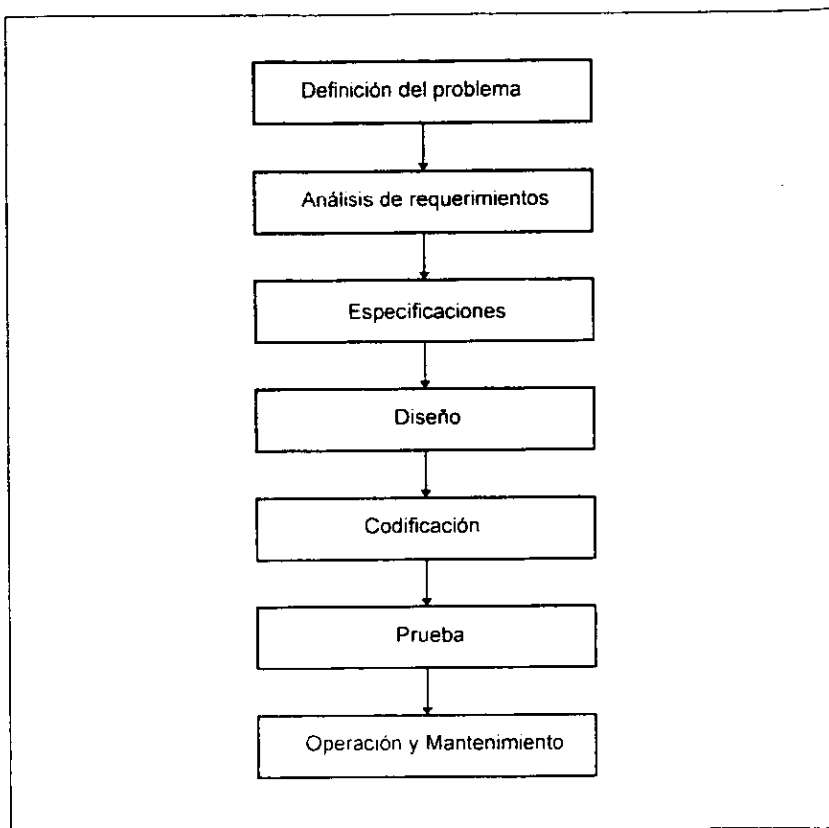 Definición del problema
Análisis de requerimientos
Especificaciones
Diseño
Codificación
Prueba
Operación y Mantenimiento